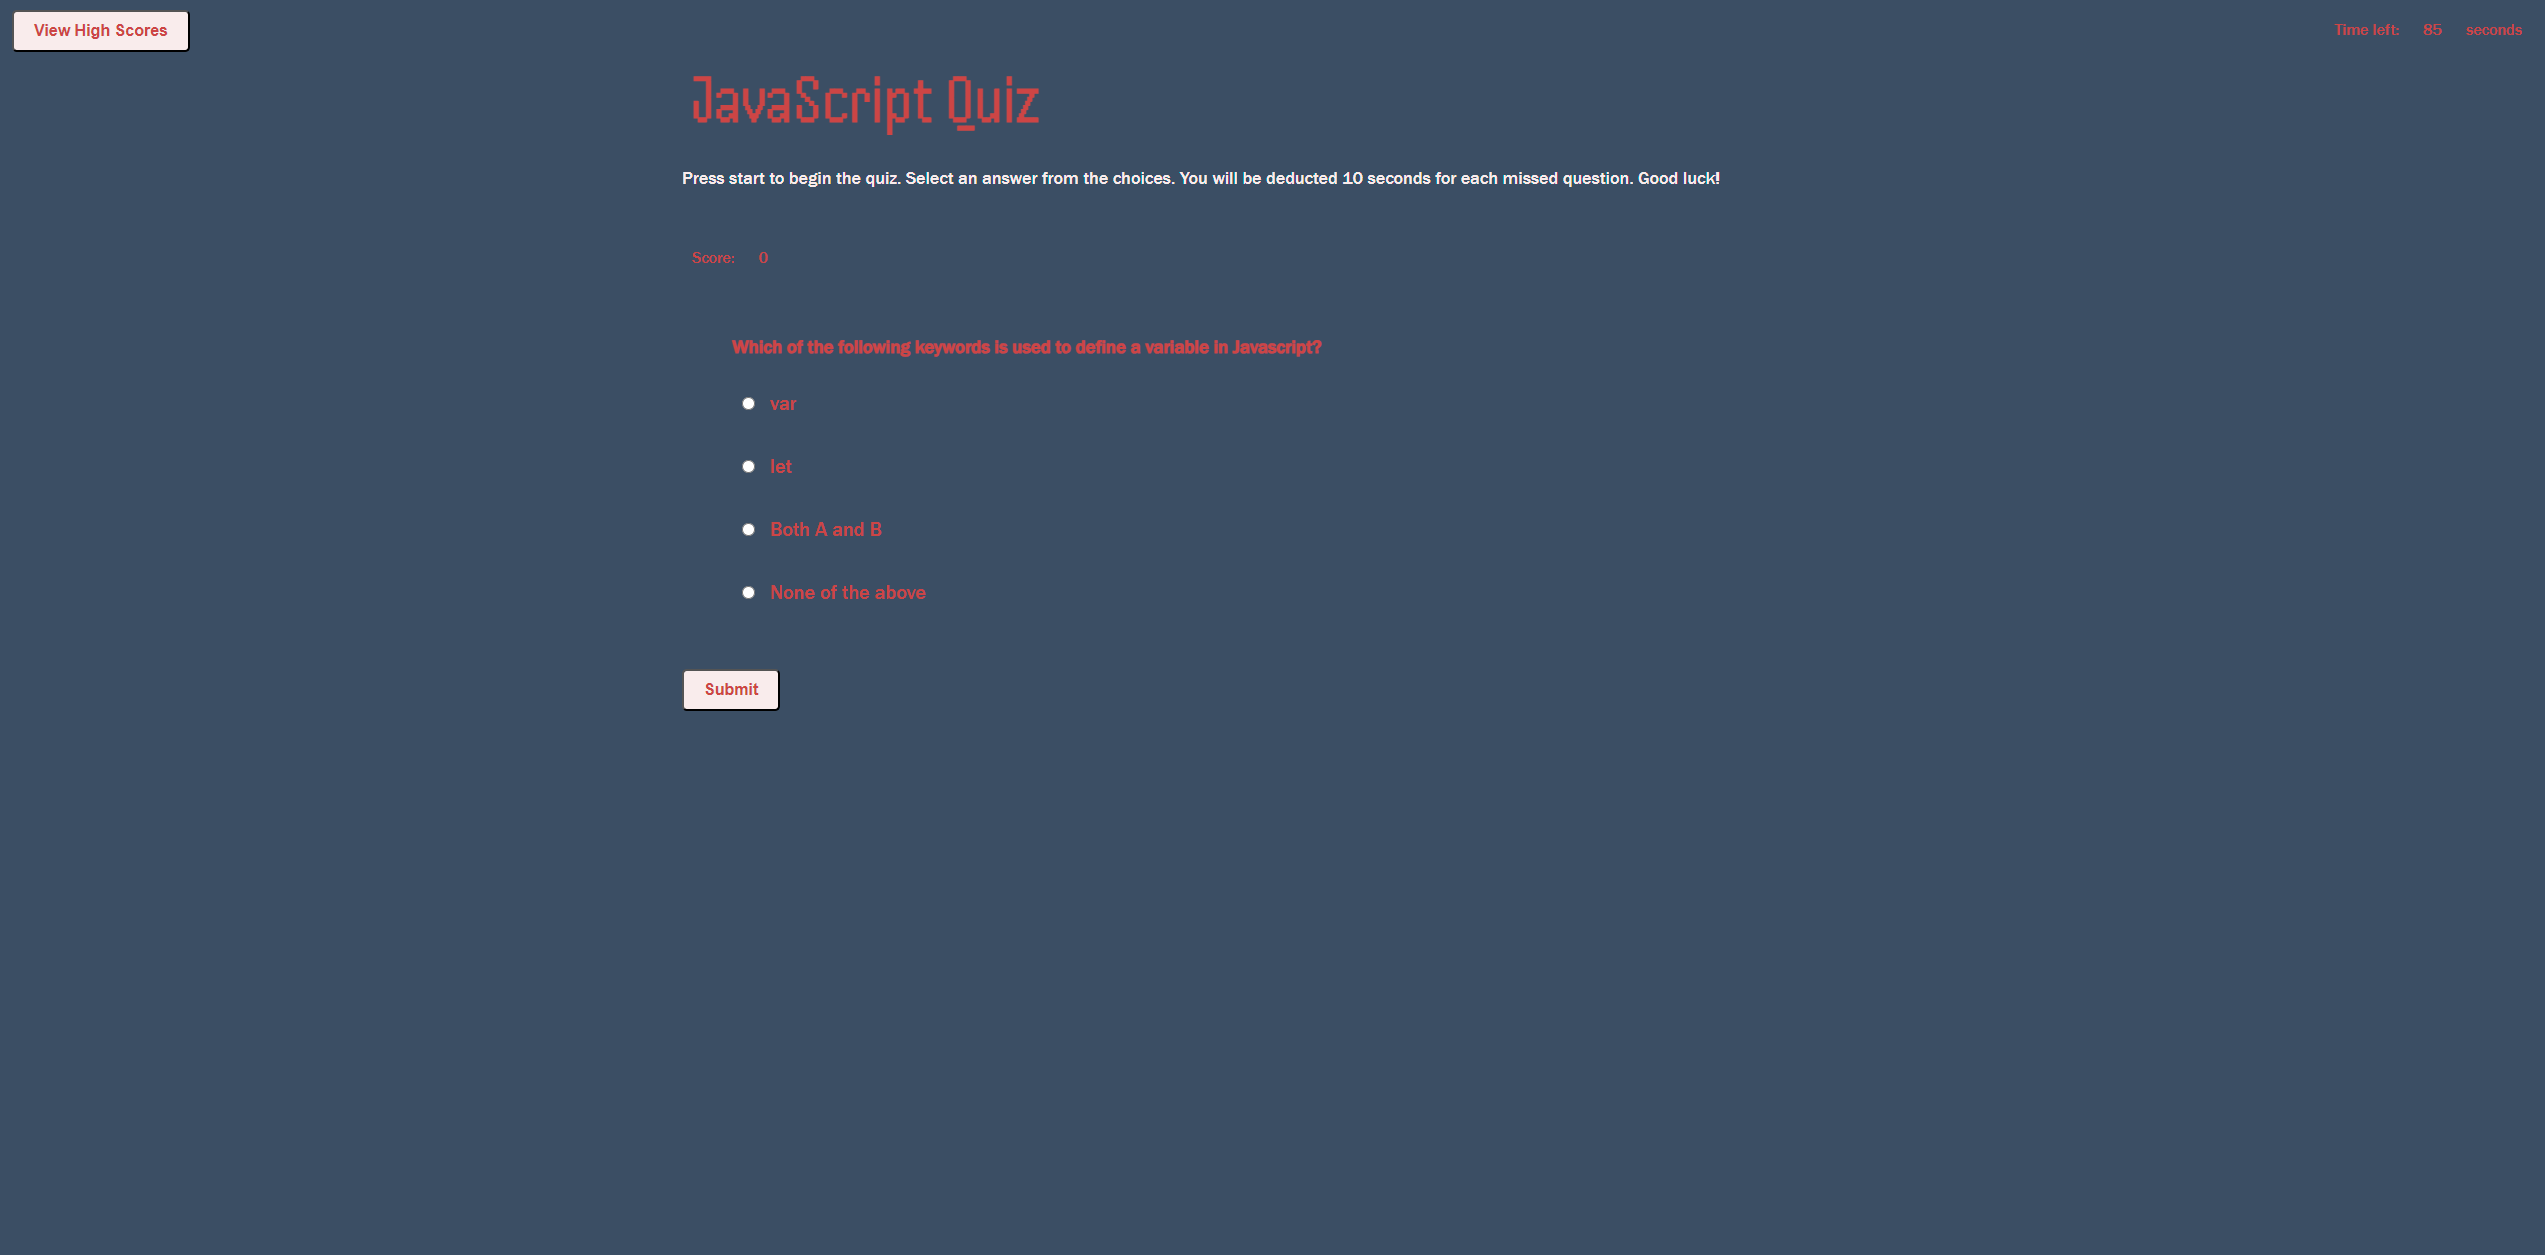 View High Scores
Time left: 85 seconds
JavaScript Quiz
Press start to begin the quiz. Select an answer from the choices. You will be deducted 10 seconds for each missed question. Good luck!
Score: 0
Which of the following keywords is used to define a variable in Javascript?
var
let
Both A and B
None of the above
Submit